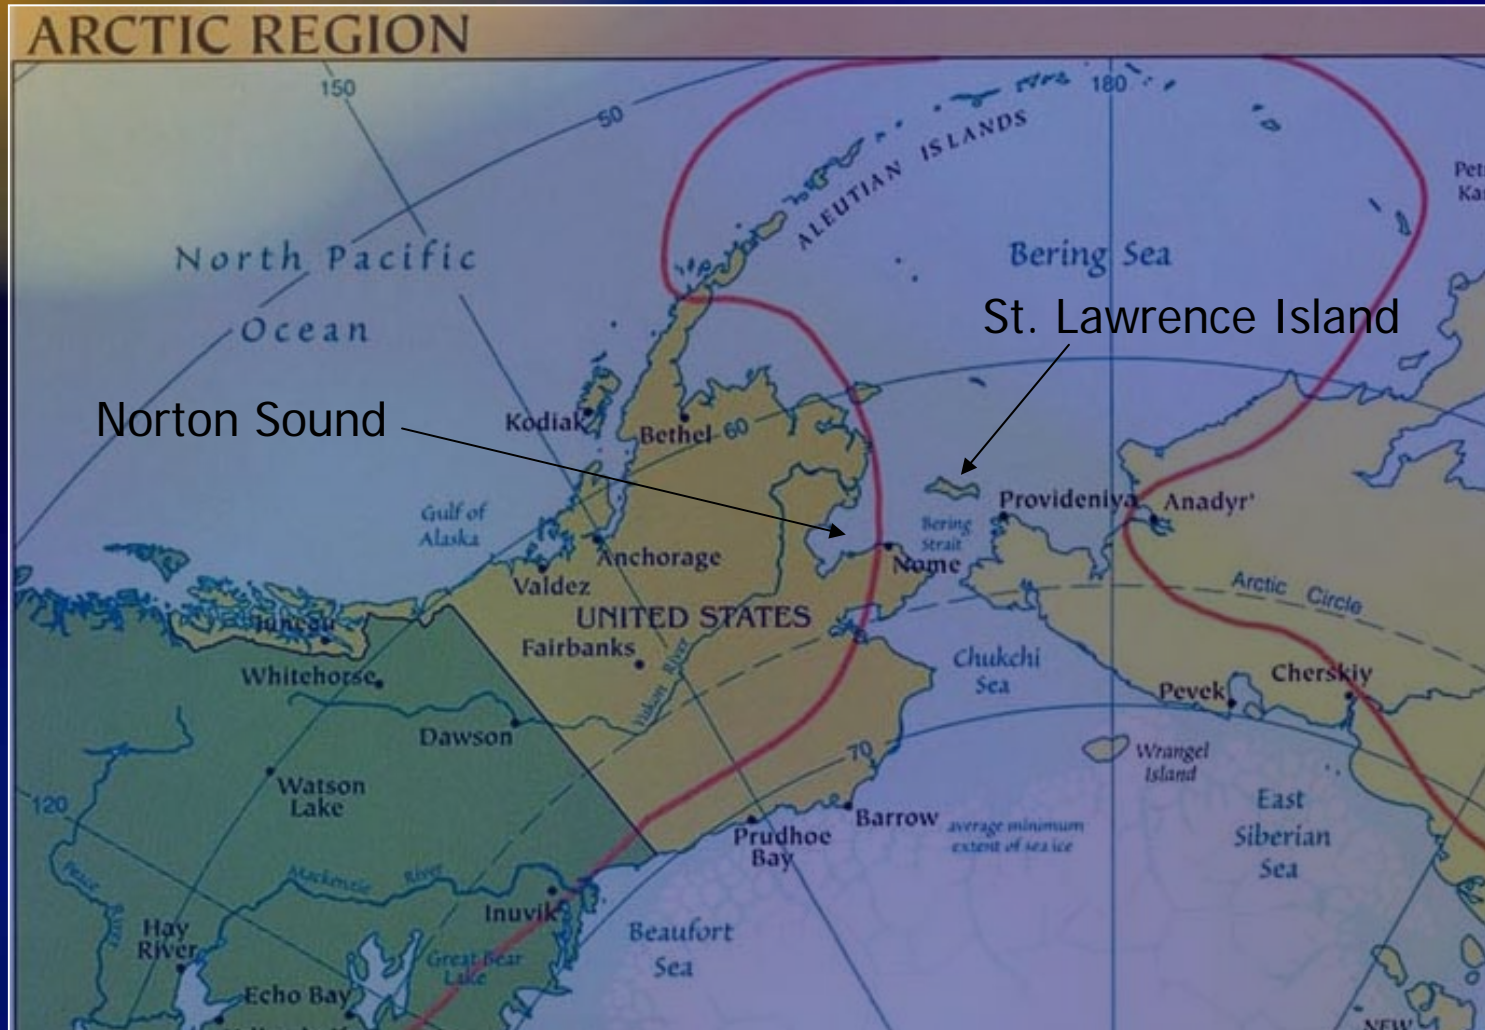 ARCTIC REGION
150
50
180
ALEUTIAN ISLANDS
North Pacific
Ocean
Bering Sea
St. Lawrence Island
Norton Sound
Kodiak
Bethel
60
Gulf of
Alaska
Provideniya
Anadyr'
Bering
Strait
Anchorage
Nome
Valdez
UNITED STATES
Arctic Circle
Juneau
Fairbanks
Whitehorse
Yukon River
Chukchi
Sea
Cherskiy
Pevek
Dawson
70
Wrangel
Island
Watson
Lake
120
Barrow
Prudhoe
Bay
average minimum
extent of sea ice
East
Siberian
Sea
Peace
River
Mackenzie River
Inuvik
Hay
River
Beaufort
Sea
Great Bear
Lake
Echo Bay
NEW